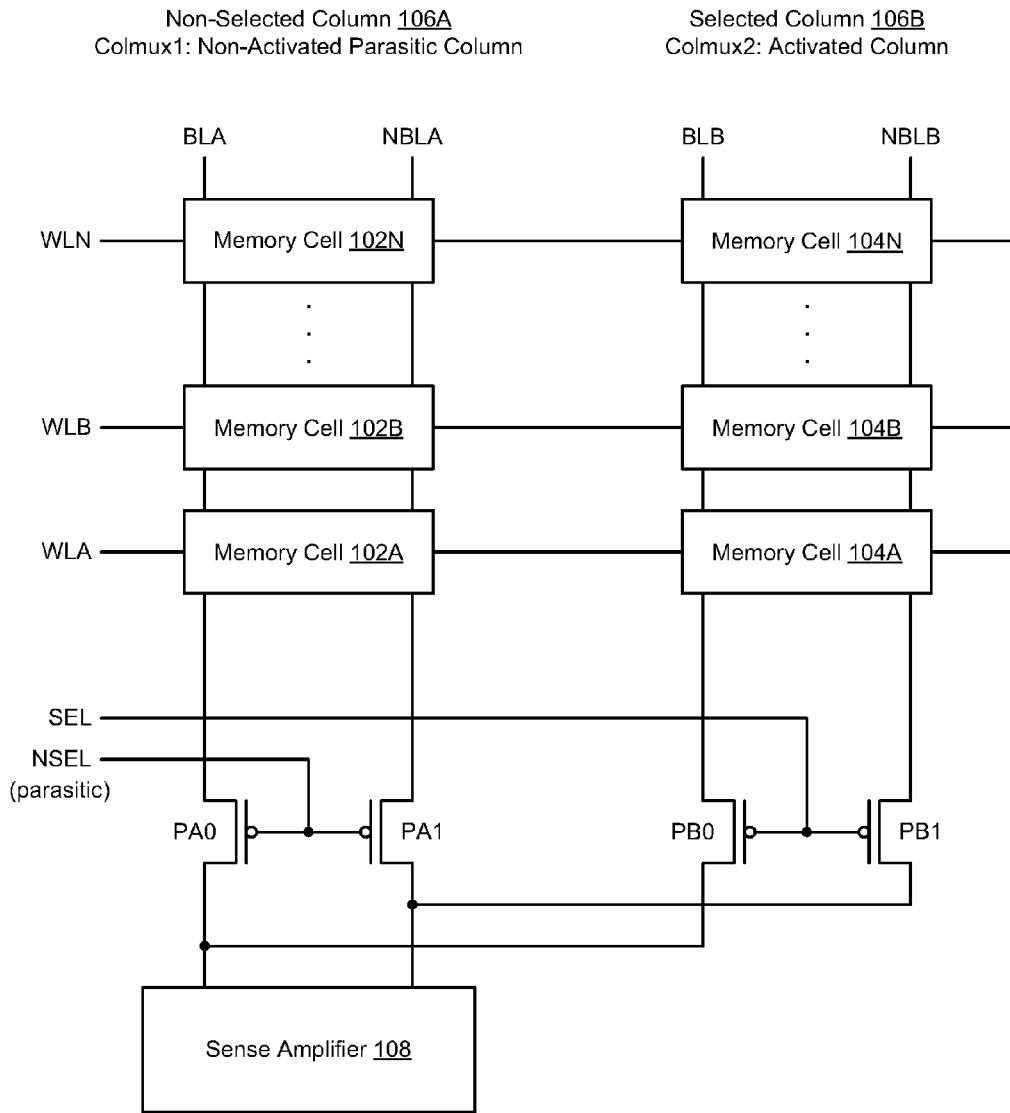 Non-Selected Column 106A
Colmux1: Non-Activated Parasitic Column
Selected Column 106B
Colmux2: Activated Column
BLA
NBLA
BLB
NBLB
WLN
Memory Cell 102N
Memory Cell 104N
WLB
Memory Cell 102B
Memory Cell 104B
WLA
Memory Cell 102A
Memory Cell 104A
SEL
NSEL
(parasitic)
PA0
PA1
PB0
PB1
Sense Amplifier 108